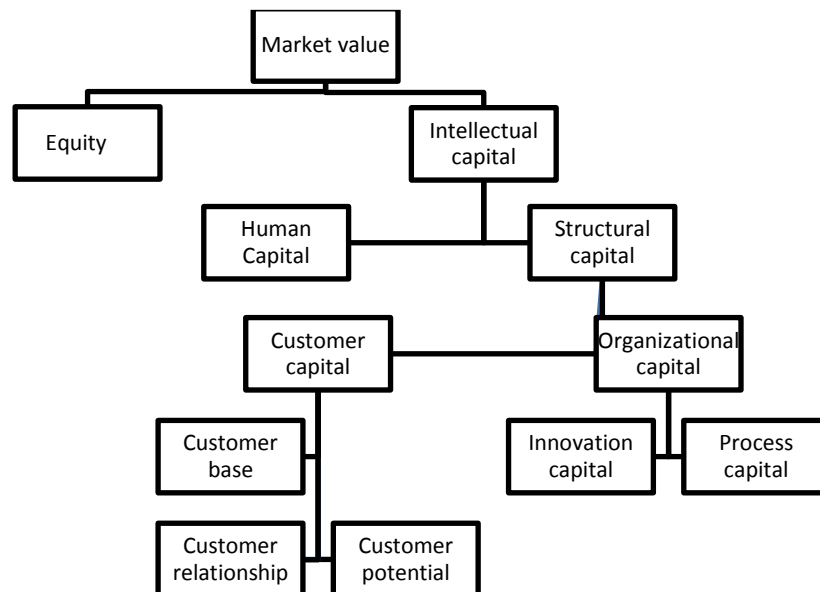 Market value
Equity
Intellectual
capital
Human
Capital
Structural
capital
Customer
capital
Organizational
capital
Customer
base
Innovation
capital
Process
capital
Customer
relationship
Customer
potential